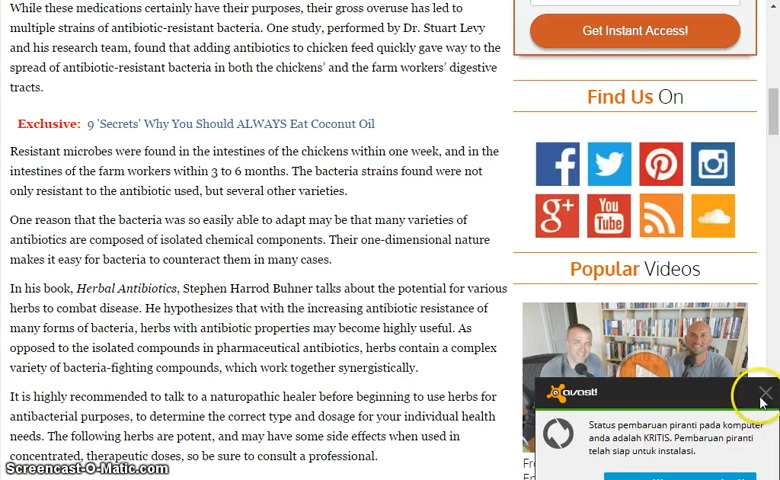 While these medications certainly have their purposes, their gross overuse has led to
multiple strains of antibiotic-resistant bacteria. One study, performed by Dr. Stuart Levy
and his research team, found that adding antibiotics to chicken feed quickly gave way to the
spread of antibiotic-resistant bacteria in both the chickens' and the farm workers' digestive
tracts.
Exclusive: 9 'Secrets' Why You Should ALWAYS Eat Coconut Oil
Resistant microbes were found in the intestines of the chickens within one week, and in the
intestines of the farm workers within 3 to 6 months. The bacteria strains found were not
only resistant to the antibiotic used, but several other varieties.
One reason that the bacteria was so easily able to adapt may be that many varieties of
antibiotics are composed of isolated chemical components. Their one-dimensional nature
makes it easy for bacteria to counteract them in many cases.
In his book, Herbal Antibiotics, Stephen Harrod Buhner talks about the potential for various
herbs to combat disease. He hypothesizes that with the increasing antibiotic resistance of
many forms of bacteria, herbs with antibiotic properties may become highly useful. As
opposed to the isolated compounds in pharmaceutical antibiotics, herbs contain a complex
variety of bacteria-fighting compounds, which work together synergistically.
It is highly recommended to talk to a naturopathic healer before beginning to use herbs for
antibacterial purposes, to determine the correct type and dosage for your individual health
needs. The following herbs are potent, and may have some side effects when used in
concentrated, therapeutic doses, so be sure to consult a professional.
Screencast-O-Matic.com
Get Instant Access!
Find Us On
g+
You
Tube
Popular Videos
avast!
Status pembaruan piranti pada komputer
anda adalah KRITIS. Pembaruan piranti
telah siap untuk instalasi.